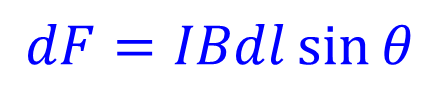 dF = IBdl sin θ